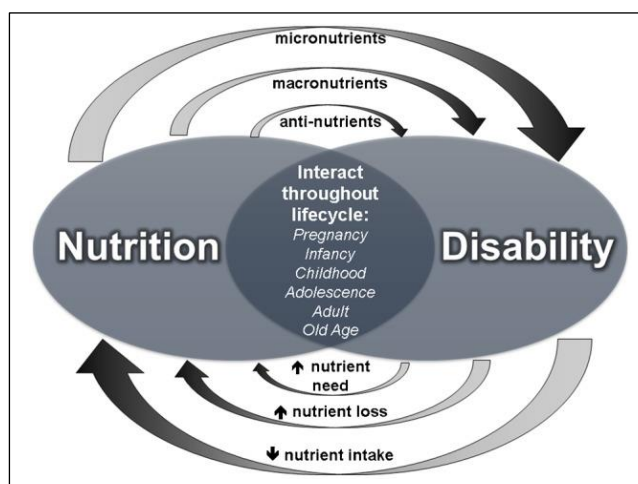 micronutrients
macronutrients
anti-nutrients
Interact
throughout
lifecycle:
Pregnancy
Infancy
Childhood
Adolescence
Adult
Old Age
Nutrition
Disability
🡹 nutrient
need
🡹 nutrient loss
🡻 nutrient intake